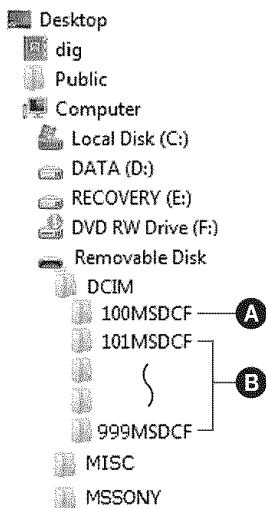 Desktop
dig
Public
Computer
Local Disk (C:)
DATA (D:)
RECOVERY (E:)
DVD RW Drive (F:)
Removable Disk
DCIM
100MSDCF A
101MSDCF
B
999MSDCF
MISC
MSSONY